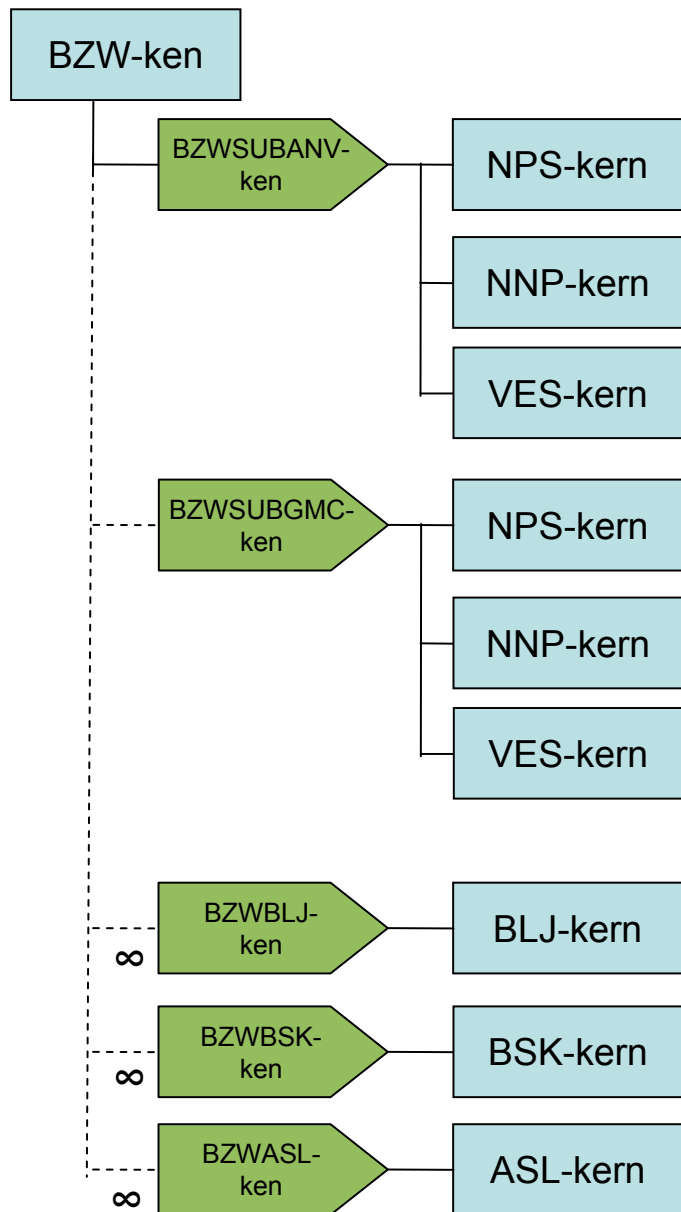 BZW-ken
BZWSUBANV-
ken
NPS-kern
NNP-kern
VES-kern
BZWSUBGMC-
ken
NPS-kern
NNP-kern
VES-kern
BZWBLJ-
ken
BLJ-kern
∞
BZWBSK-
ken
BSK-kern
∞
BZWASL-
ken
ASL-kern
∞